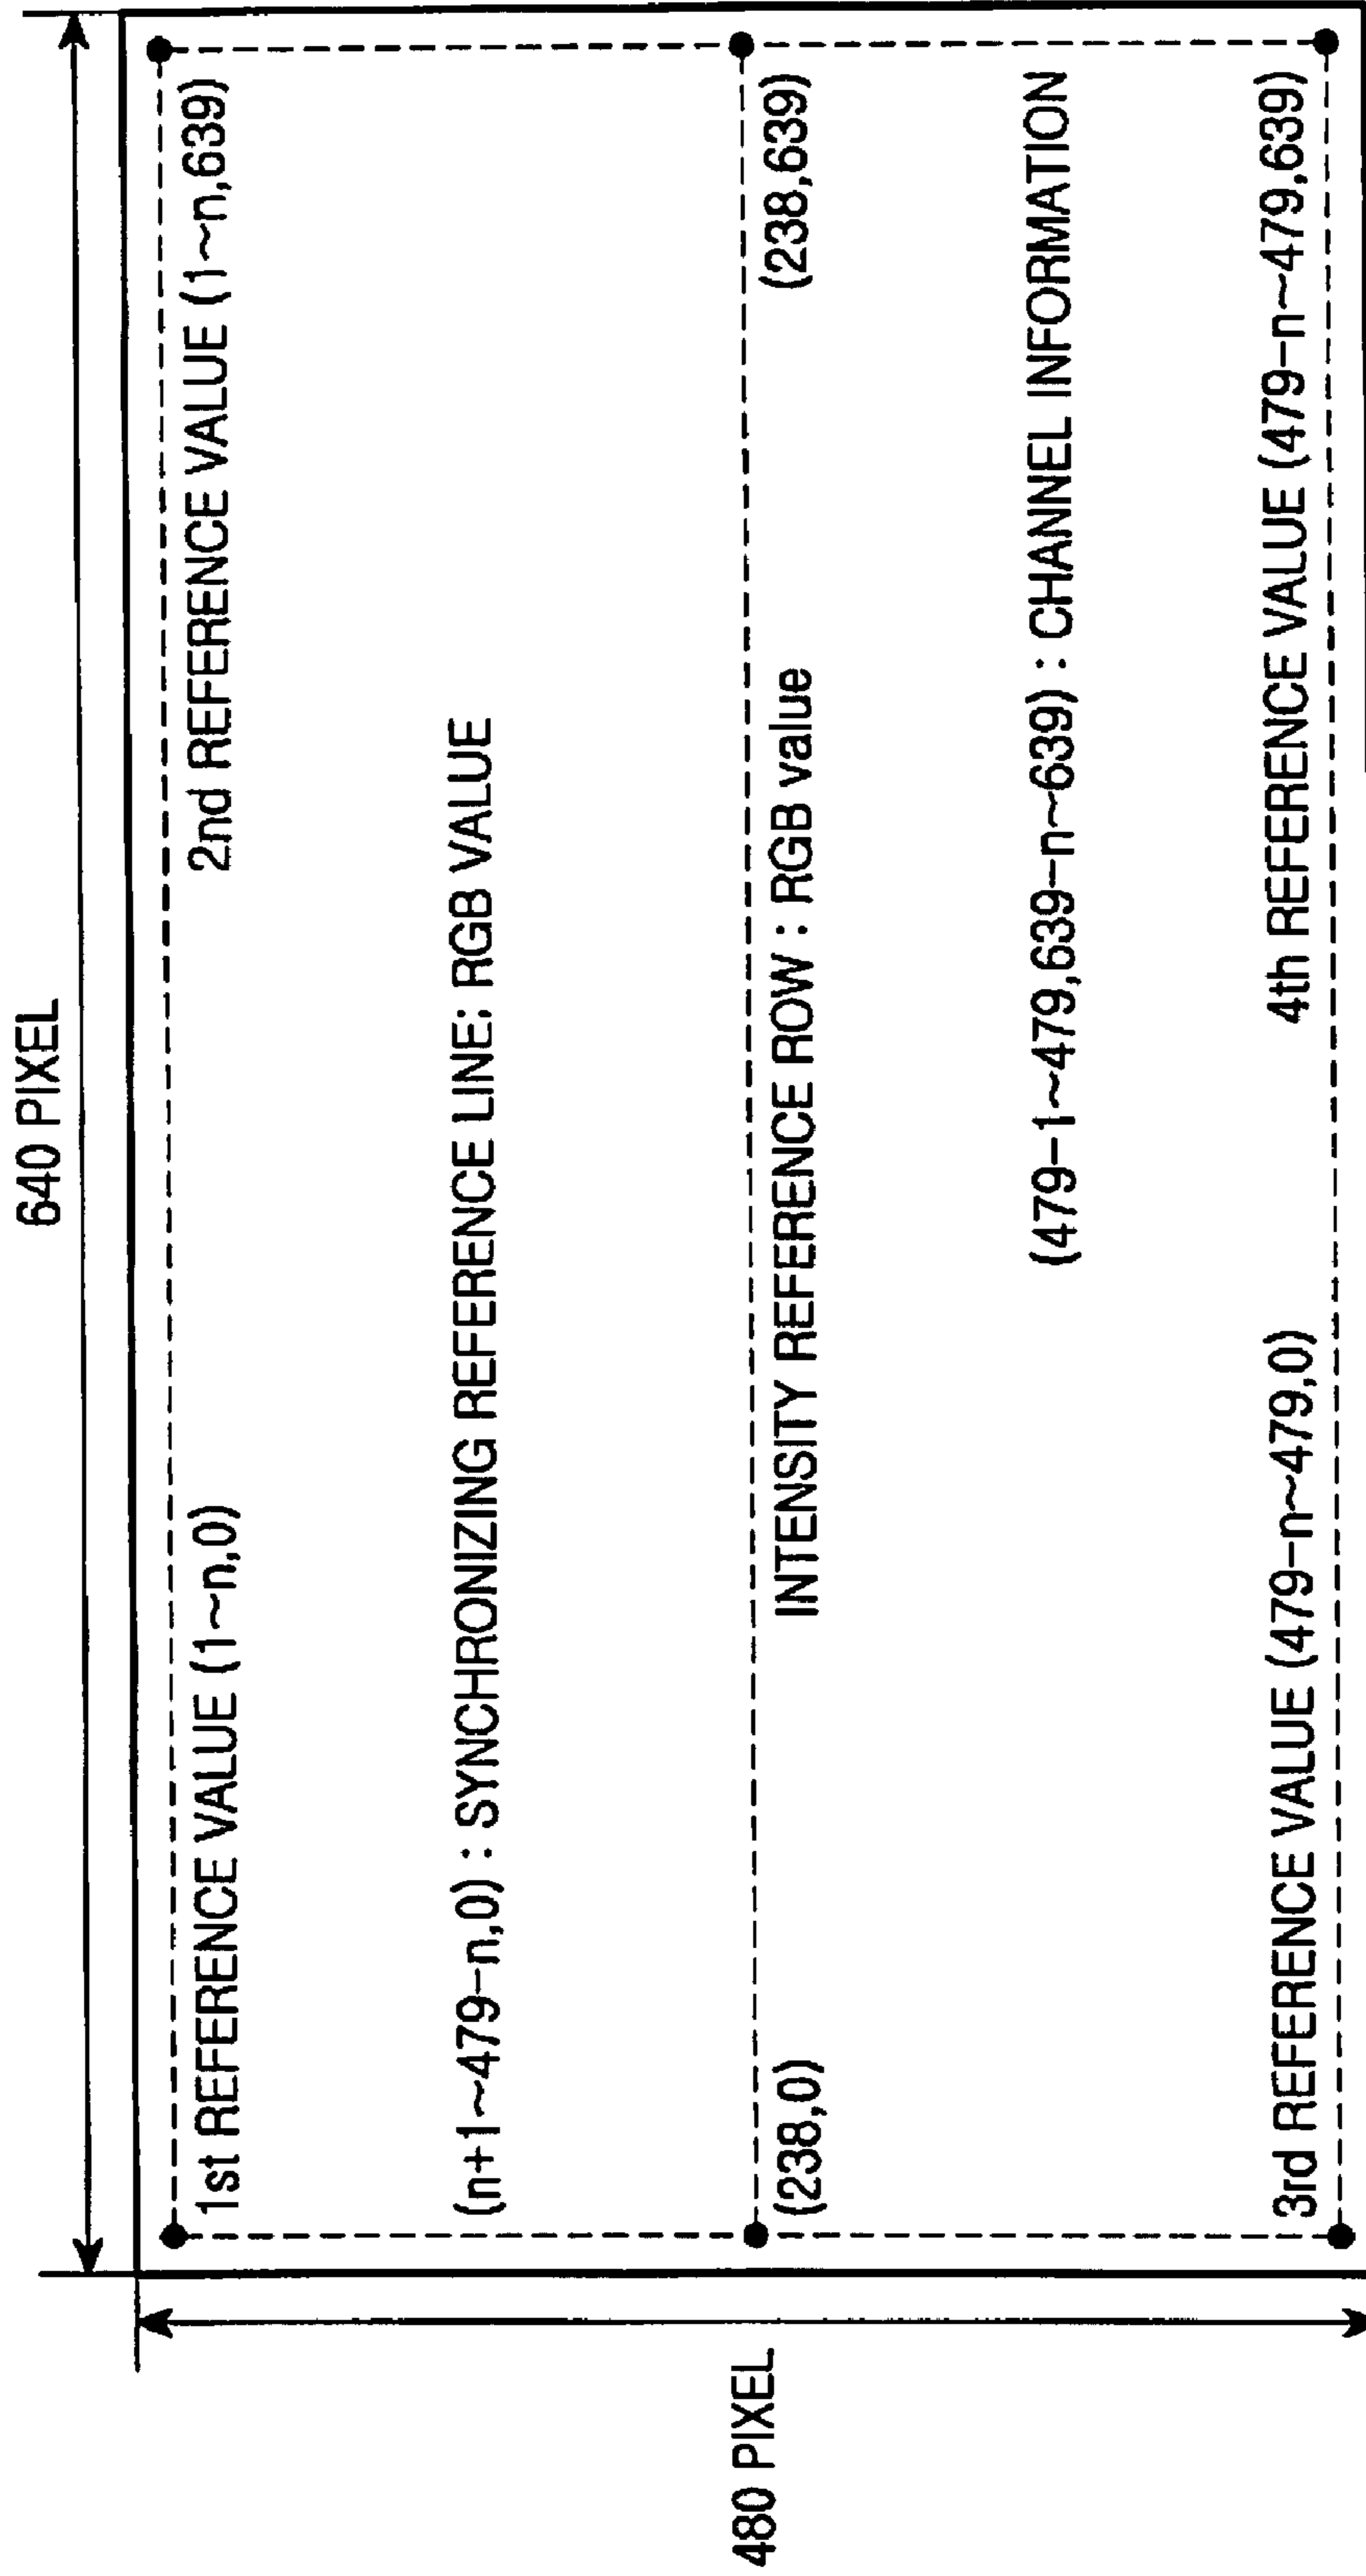 640 PIXEL
480 PIXEL
1st REFERENCE VALUE (1~n,0)
2nd REFERENCE VALUE (1~n,639)
(n+1~479-n,0) : SYNCHRONIZING REFERENCE LINE; RGB VALUE
(238,0)
INTENSITY REFERENCE ROW : RGB value
(238,639)
(479-1~479,639-n~639) : CHANNEL INFORMATION
3rd REFERENCE VALUE (479-n~479,0)
4th REFERENCE VALUE (479-n~479,639)